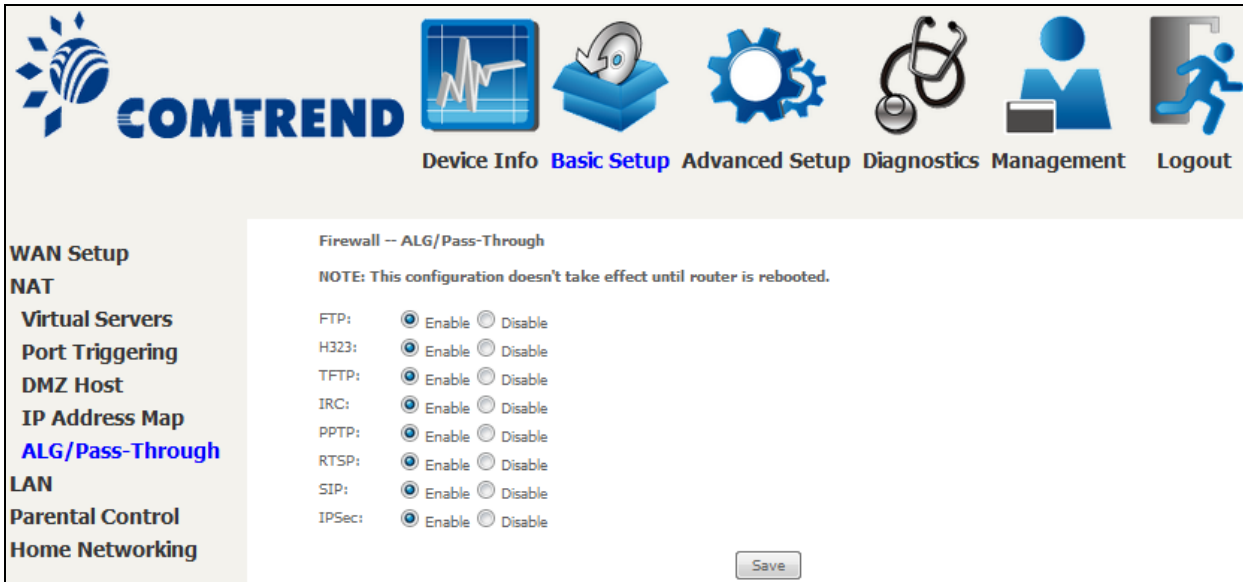 COMTREND
Device Info Basic Setup Advanced Setup Diagnostics Management Logout
WAN Setup
NAT
Virtual Servers
Port Triggering
DMZ Host
IP Address Map
ALG/Pass-Through
LAN
Parental Control
Home Networking
Firewall -- ALG/Pass-Through
NOTE: This configuration doesn't take effect until router is rebooted.
FTP: Enable Disable
H323: Enable Disable
TFTP: Enable Disable
IRC: Enable Disable
PPTP: Enable Disable
RTSP: Enable Disable
SIP: Enable Disable
IPSec: Enable Disable
Save